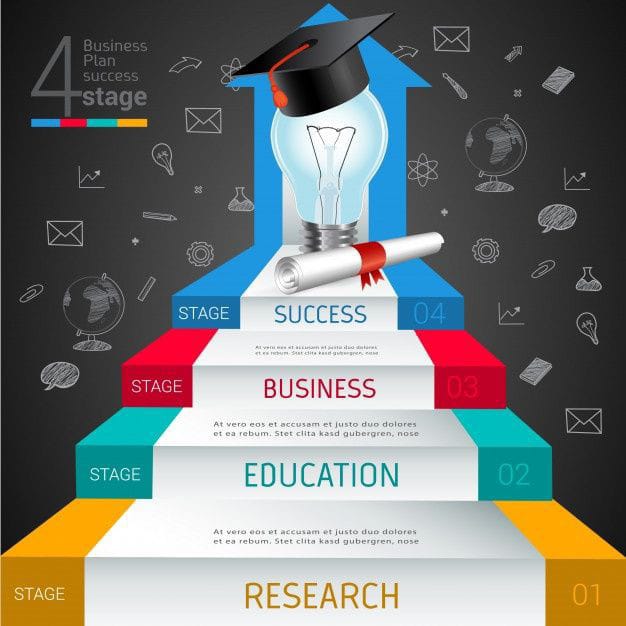 4
Business
Plan
success
stage
STAGE SUCCESS 04
At vero eos et accusam et justo duo dolores
et ea rebum. Stet clita kasd gubergren, nose
STAGE BUSINESS 03
At vero eos et accusam et justo duo dolores
et ea rebum. Stet clita kasd gubergren, nose
STAGE EDUCATION 02
At vero eos et accusam et justo duo dolores
et ea rebum. Stet clita kasd gubergren, nose
STAGE RESEARCH 01